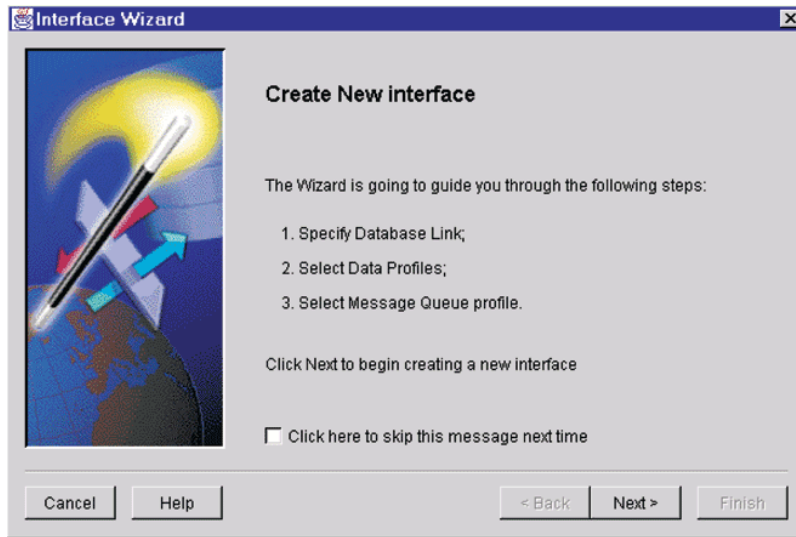 Interface Wizard
Create New interface
The Wizard is going to guide you through the following steps:
1. Specify Database Link;
2. Select Data Profiles;
3. Select Message Queue profile.
Click Next to begin creating a new interface
Click here to skip this message next time
Cancel Help < Back Next > Finish